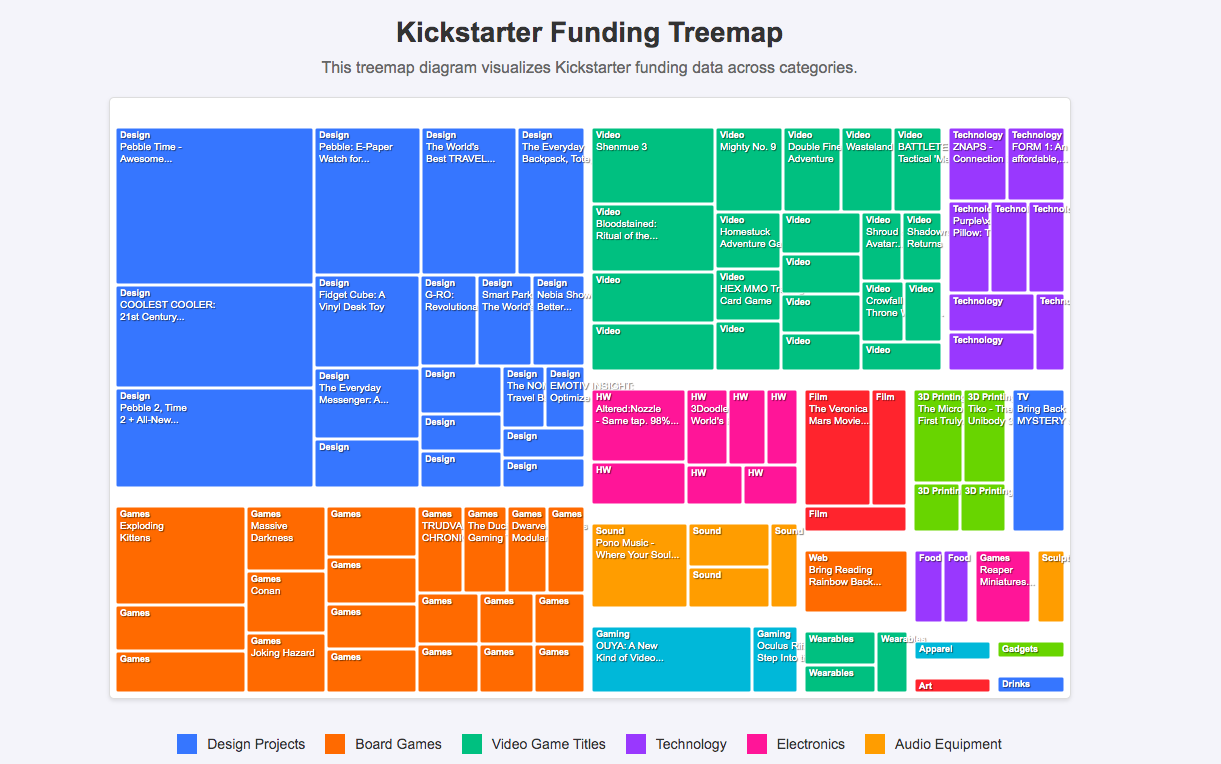 Kickstarter Funding Treemap
This treemap diagram visualizes Kickstarter funding data across categories.
Design
Pebble Time -
Awesome...
Design
COOLEST COOLER:
21st Century...
Design
Pebble 2, Time
2 + All-New...
Design
Pebble: E-Paper
Watch for...
Design
Fidget Cube: A
Vinyl Desk Toy
Design
The Everyday
Messenger: A...
Design
Design
The World's
Best TRAVEL...
Design
The Everyday
Backpack, Tote
Design
G-RO:
Revolutiona
Design
Smart Park
The World's
Design
Nebia Show
Better...
Design
Design
Design
Design
The NO
Travel B
Design
EMOTIV INSIGHT:
Optimize
Design
Design
Games
Exploding
Kittens
Games
Games
Games
Massive
Darkness
Games
Conan
Games
Joking Hazard
Games
Games
Games
Games
Games
TRUDVA
CHRONI
Games
The Duc
Gaming
Games
Dwarve
Modula
Games
Games
Games
Games
Games
Games
Games
Video
Shenmue 3
Video
Bloodstained:
Ritual of the...
Video
Video
Video
Mighty No. 9
Video
Homestuck
Adventure Ga
Video
HEX MMO Tr
Card Game
Video
Video
Double Fine
Adventure
Video
Wasteland
Video
BATTLETE
Tactical 'Me
Video
Video
Video
Video
Video
Shroud
Avatar:.
Video
Shadow
Returns
Video
Crowfall
Throne
Video
Video
Technology
ZNAPS -
Connection
Technology
FORM 1: An
affordable,...
Technolo
Purple\x
Pillow: T
Techno
Technol
Technology
Techn
Technology
HW
Altered:Nozzle
- Same tap. 98%...
HW
HW
3Doodle
World's
HW
HW
HW
HW
Film
The Veronica
Mars Movie...
Film
Film
3D Printing
The Micro
First Truly
3D Printin
Tiko - The
Unibody 3
3D Printin
3D Printing
TV
Bring Back
MYSTERY
Sound
Pono Music -
Where Your Soul...
Sound
Sound
Sound
Web
Bring Reading
Rainbow Back...
Food
Food
Games
Reaper
Miniatures...
Sculpt
Gaming
OUYA: A New
Kind of Video...
Gaming
Oculus Rift
Step Into t
Wearables
Wearables
Wearables
Apparel
Gadgets
Art
Drinks
Design Projects
Board Games
Video Game Titles
Technology
Electronics
Audio Equipment